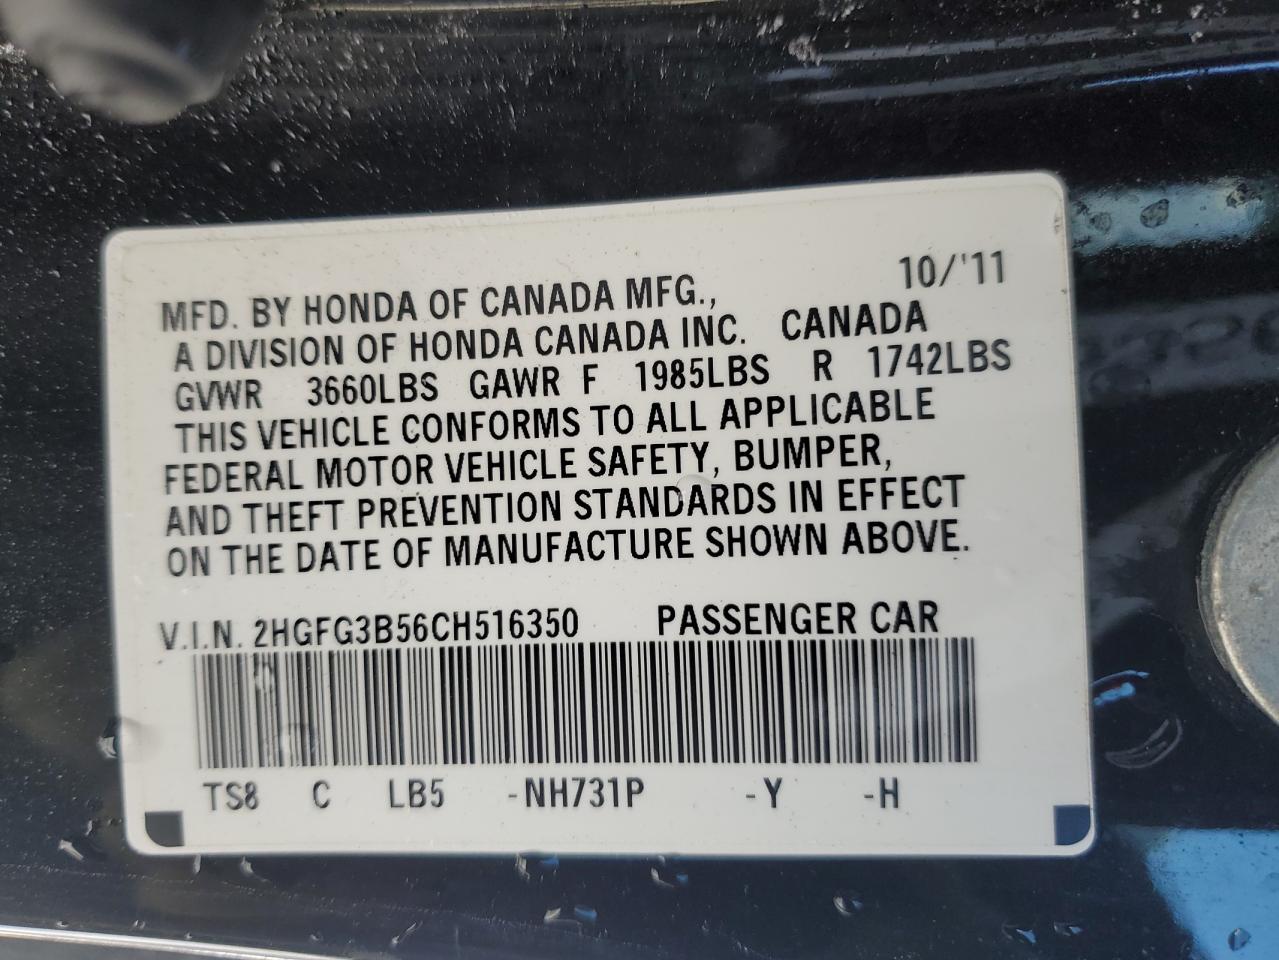 10/'11
MFD. BY HONDA OF CANADA MFG.,
A DIVISION OF HONDA CANADA INC. CANADA
GVWR 3660LBS GAWR F 1985LBS R 1742LBS
THIS VEHICLE CONFORMS TO ALL APPLICABLE
FEDERAL MOTOR VEHICLE SAFETY, BUMPER,
AND THEFT PREVENTION STANDARDS IN EFFECT
ON THE DATE OF MANUFACTURE SHOWN ABOVE.
V.I.N. 2HGFG3B56CH516350 PASSENGER CAR
TS8 C LB5 -NH731P -Y -H